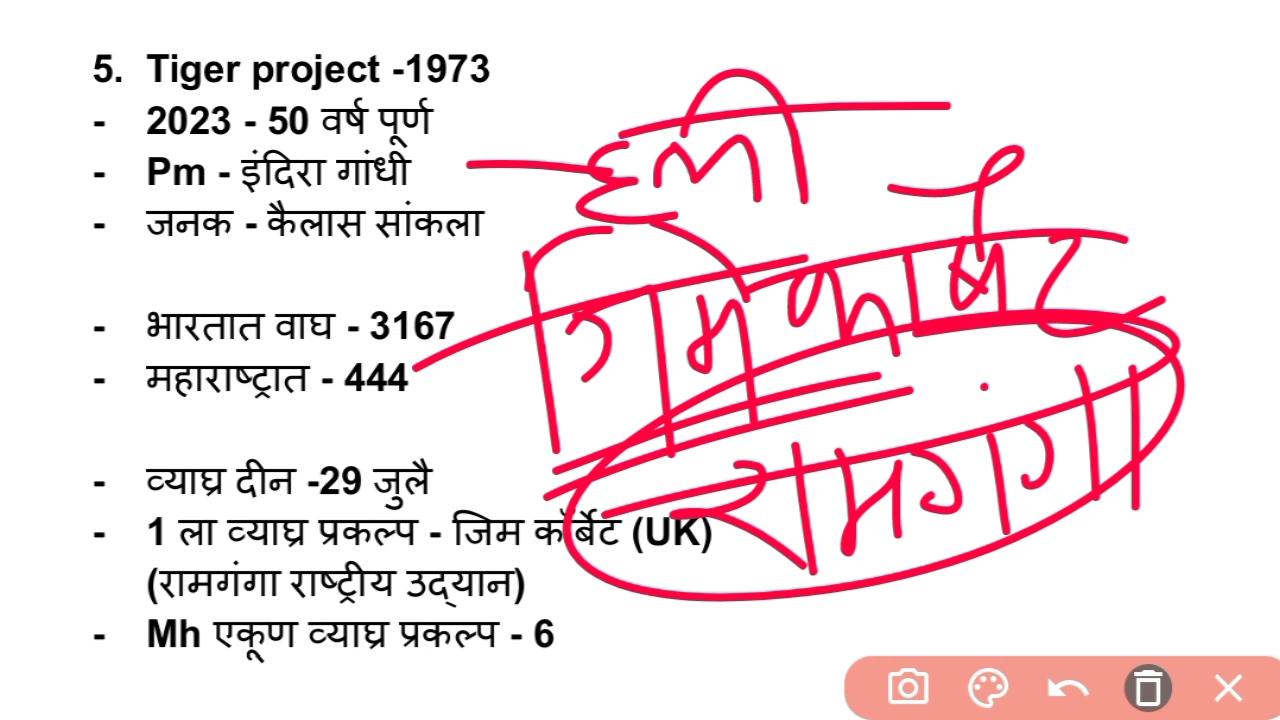 5. Tiger project -1973
- 2023 - 50 वर्ष पूर्ण
- Pm - इंदिरा गांधी
- जनक - कैलास सांकला
- भारतात वाघ - 3167
- महाराष्ट्रात - 444
- व्याघ्र दीन -29 जुलै
- 1 ला व्याघ्र प्रकल्प - जिम कॉर्बेट (UK)
(रामगंगा राष्ट्रीय उद्यान)
- Mh एकूण व्याघ्र प्रकल्प - 6
हली
जिम कार्बेट
रामगंगा